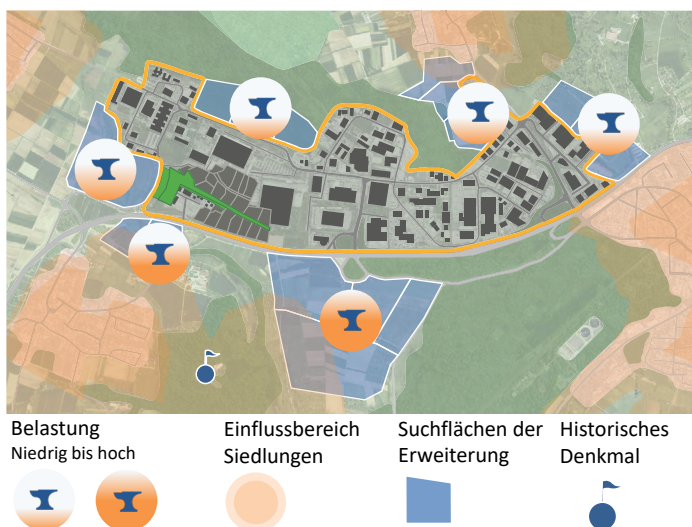 Belastung
Niedrig bis hoch
Einflussbereich
Siedlungen
Suchflächen der
Erweiterung
Historisches
Denkmal